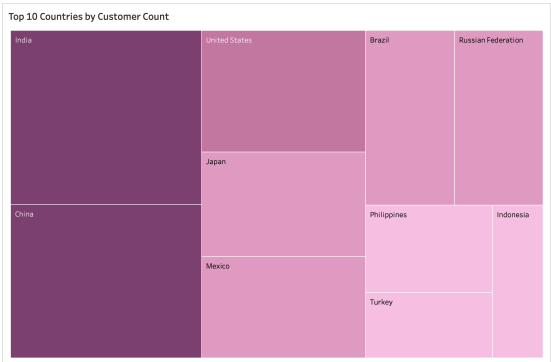 Top 10 Countries by Customer Count
India
China
United States
Japan
Mexico
Brazil
Russian Federation
Philippines
Indonesia
Turkey